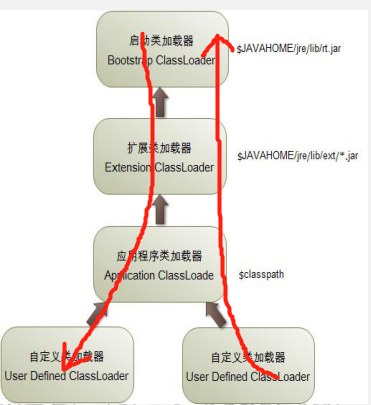 启动类加载器
Bootstrap ClassLoader
$JAVAHOME/jre/lib/rt.jar
扩展类加载器
Extension ClassLoader
$JAVAHOME/jre/lib/ext/*.jar
应用程序类加载器
Application ClassLoade
$classpath
自定义类加载器
User Defined ClassLoader
自定义类加载器
User Defined ClassLoader